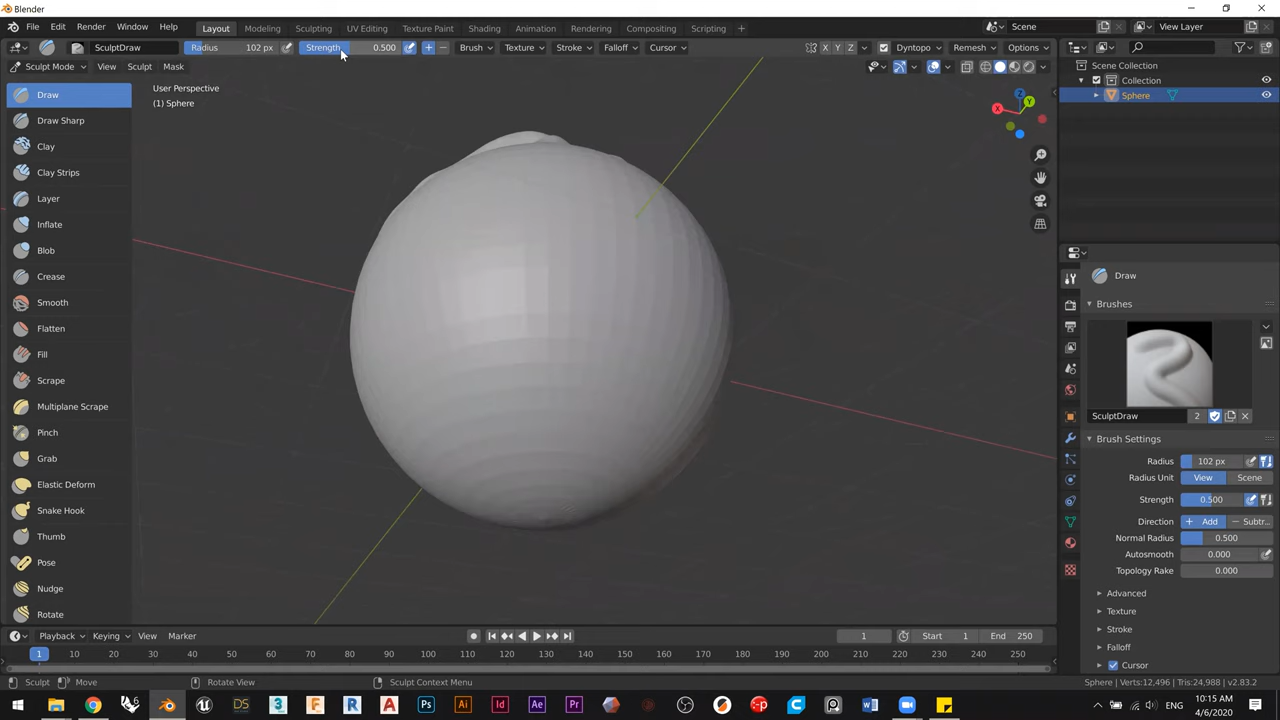 Blender
File Edit Render Window Help Layout Modeling Sculpting UV Editing Texture Paint Shading Animation Rendering Compositing Scripting + Scene View Layer
SculptDraw Radius 102 px Strength 0.500 + − Brush Texture Stroke Falloff Cursor X Y Z Dyntopo Remesh Options
Sculpt Mode View Sculpt Mask
Scene Collection
Collection
Sphere
User Perspective
(1) Sphere
X Y Z
Draw
Draw Sharp
Clay
Clay Strips
Layer
Inflate
Blob
Crease
Smooth
Flatten
Fill
Scrape
Multiplane Scrape
Pinch
Grab
Elastic Deform
Snake Hook
Thumb
Pose
Nudge
Rotate
Draw
Brushes
SculptDraw 2
Brush Settings
Radius 102 px
Radius Unit View Scene
Strength 0.500
Direction + Add − Subtr...
Normal Radius 0.500
Autosmooth 0.000
Topology Rake 0.000
Advanced
Texture
Stroke
Falloff
Cursor
Playback Keying View Marker 1 Start 1 End 250
1 10 20 30 40 50 60 70 80 90 100 110 120 130 140 150 160 170 180 190 200 210 220 230 240 250
Sculpt Move Rotate View Sculpt Context Menu Sphere | Verts:12,496 | Tris:24,988 | v2.83.2
DS 3 F R A Ps Ai Id Ae Pr
10:15 AM
4/6/2020